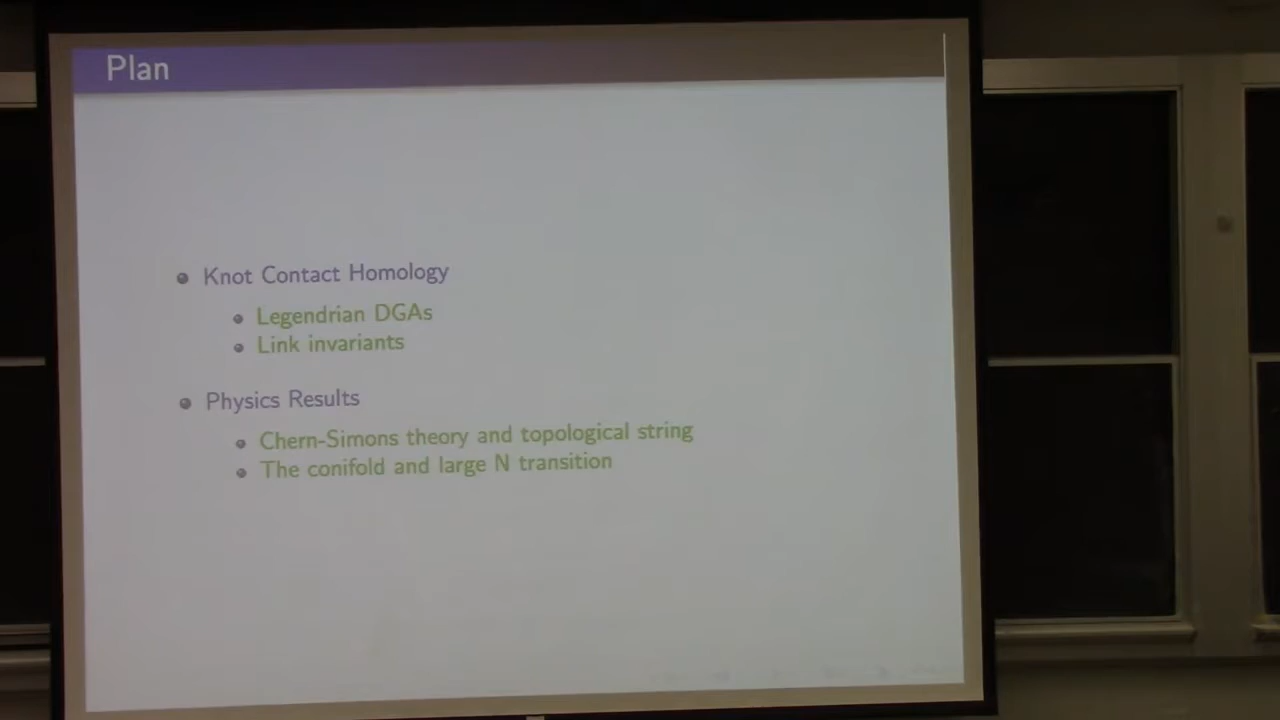 Plan
Knot Contact Homology
Legendrian DGAs
Link invariants
Physics Results
Chern-Simons theory and topological string
The conifold and large N transition